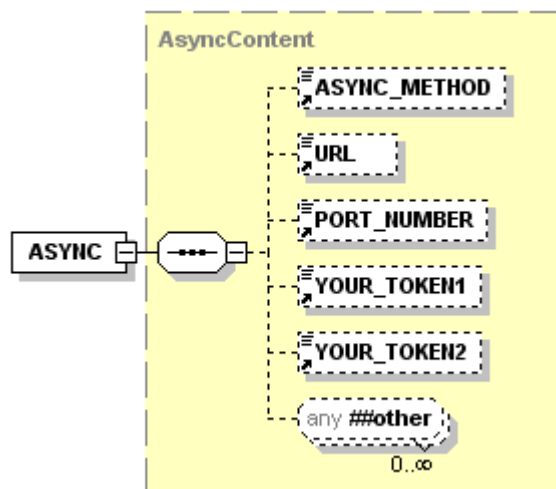 AsyncContent
ASYNC_METHOD
URL
PORT_NUMBER
ASYNC
YOUR_TOKEN1
YOUR_TOKEN2
any ##other
0..∞